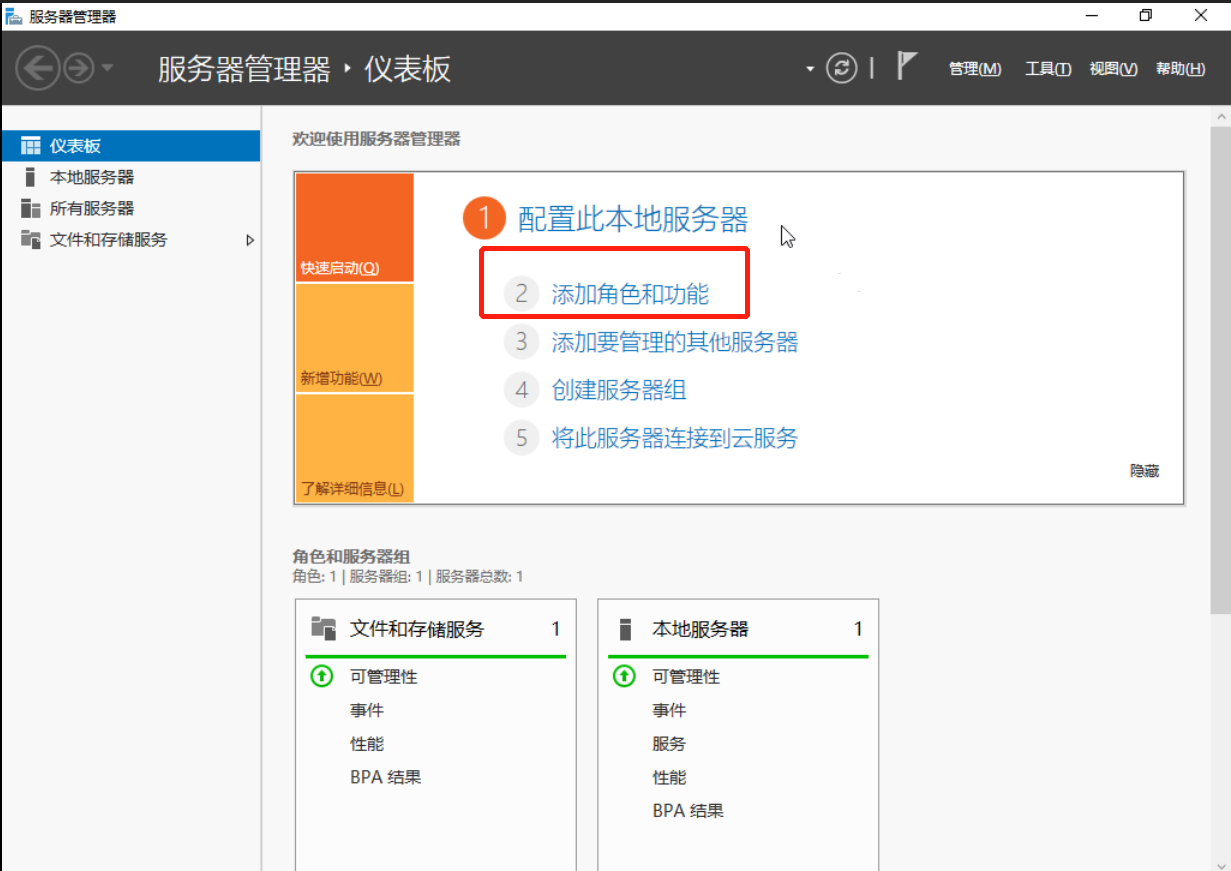 服务器管理器
服务器管理器 ‣ 仪表板
管理(M) 工具(T) 视图(V) 帮助(H)
仪表板
本地服务器
所有服务器
文件和存储服务
欢迎使用服务器管理器
快速启动(Q)
新增功能(W)
了解详细信息(L)
1 配置此本地服务器
2 添加角色和功能
3 添加要管理的其他服务器
4 创建服务器组
5 将此服务器连接到云服务
隐藏
角色和服务器组
角色: 1 | 服务器组: 1 | 服务器总数: 1
文件和存储服务 1
可管理性
事件
性能
BPA 结果
本地服务器 1
可管理性
事件
服务
性能
BPA 结果